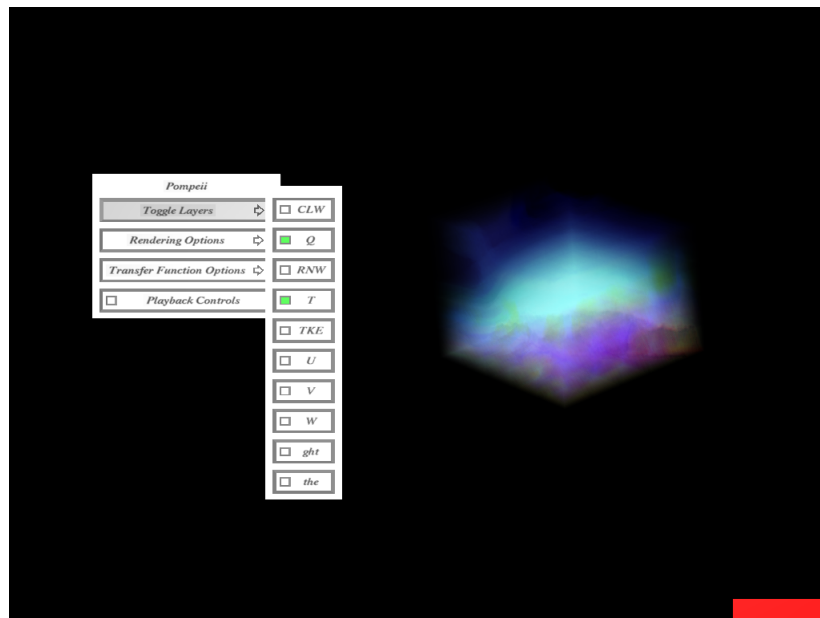 Pompeii
Toggle Layers
Rendering Options
Transfer Function Options
Playback Controls
CLW
Q
RNW
T
TKE
U
V
W
ght
the